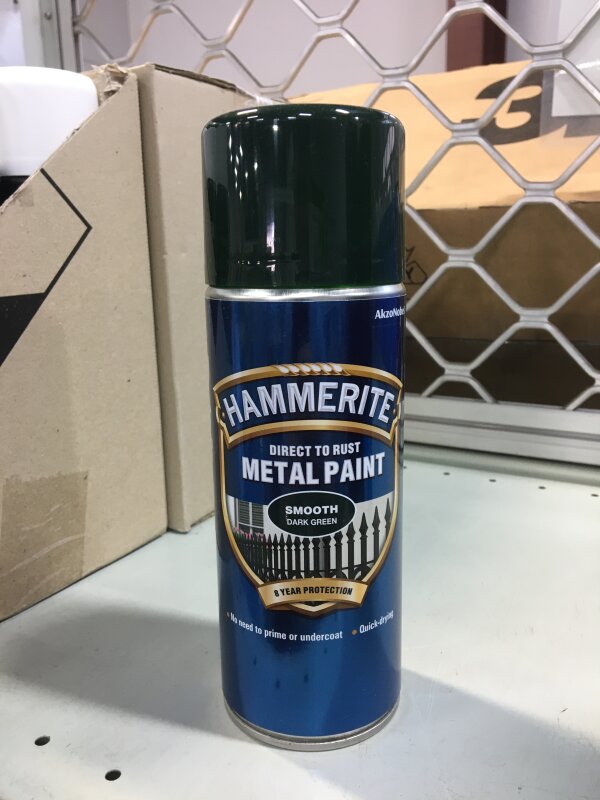 3
AkzoNobel
HAMMERITE
DIRECT TO RUST
METAL PAINT
SMOOTH
DARK GREEN
8 YEAR PROTECTION
• No need to prime or undercoat • Quick-drying